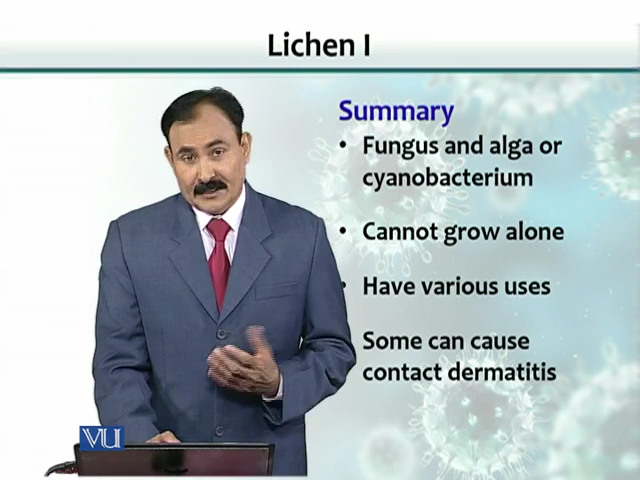 Lichen I
Summary
• Fungus and alga or
cyanobacterium
• Cannot grow alone
• Have various uses
Some can cause
contact dermatitis
VU